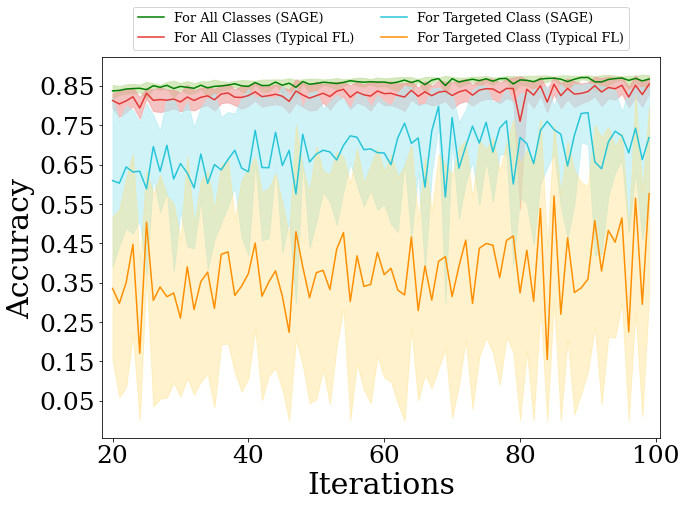 For All Classes (SAGE)
For All Classes (Typical FL)
For Targeted Class (SAGE)
For Targeted Class (Typical FL)
Accuracy
0.85
0.75
0.65
0.55
0.45
0.35
0.25
0.15
0.05
20 40 60 80 100
Iterations